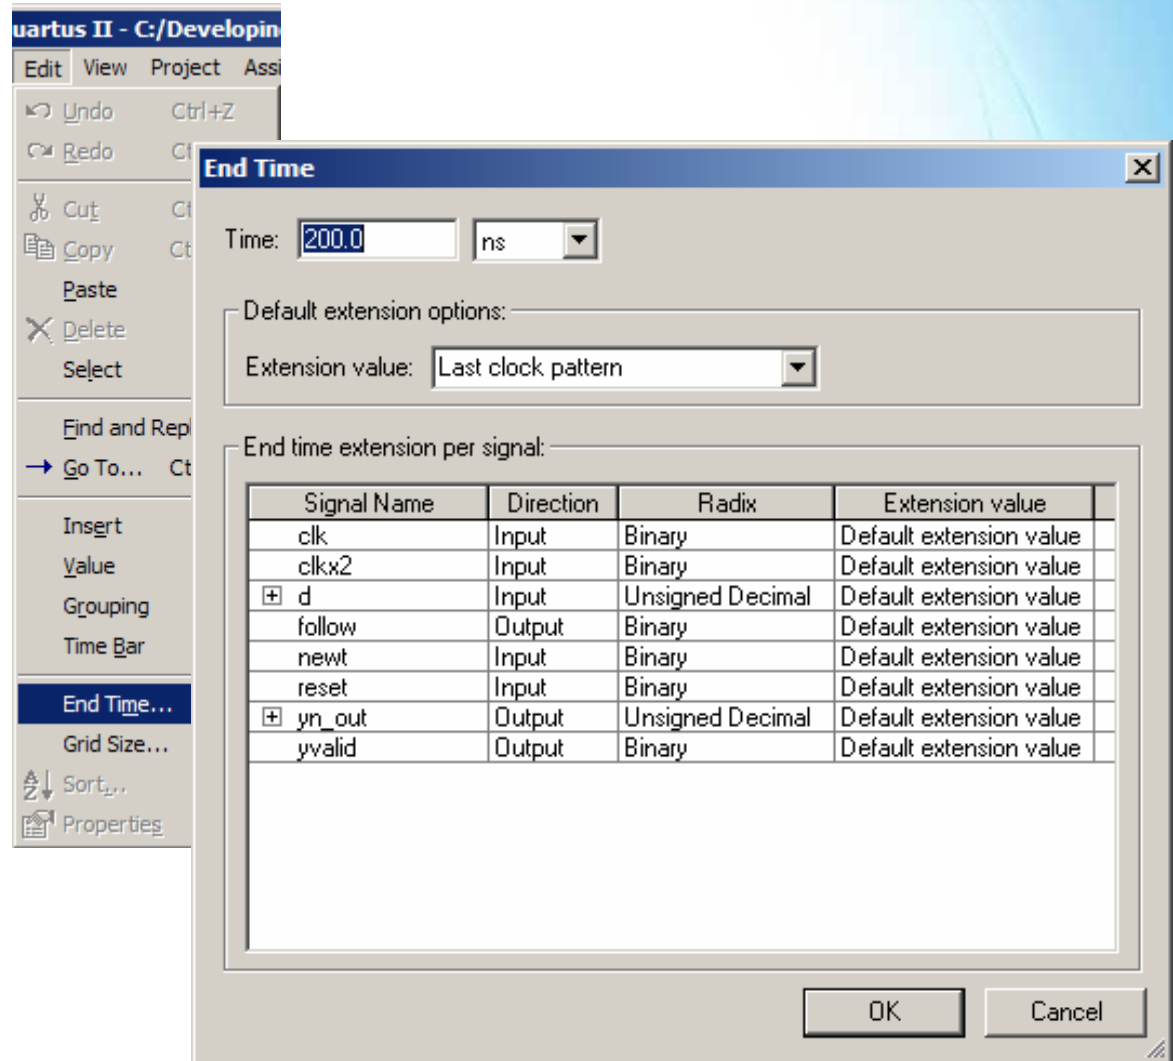 uartus II - C:/Developin
Edit View Project Assi
Undo Ctrl+Z
Redo Ct
Cut Ct
Copy Ct
Paste
Delete
Select
Find and Repl
Go To... Ct
Insert
Value
Grouping
Time Bar
End Time...
Grid Size...
Sort...
Properties
End Time
Time: 200.0 ns
Default extension options:
Extension value: Last clock pattern
End time extension per signal:
Signal Name Direction Radix Extension value
clk Input Binary Default extension value
clkx2 Input Binary Default extension value
d Input Unsigned Decimal Default extension value
follow Output Binary Default extension value
newt Input Binary Default extension value
reset Input Binary Default extension value
yn_out Output Unsigned Decimal Default extension value
yvalid Output Binary Default extension value
OK Cancel